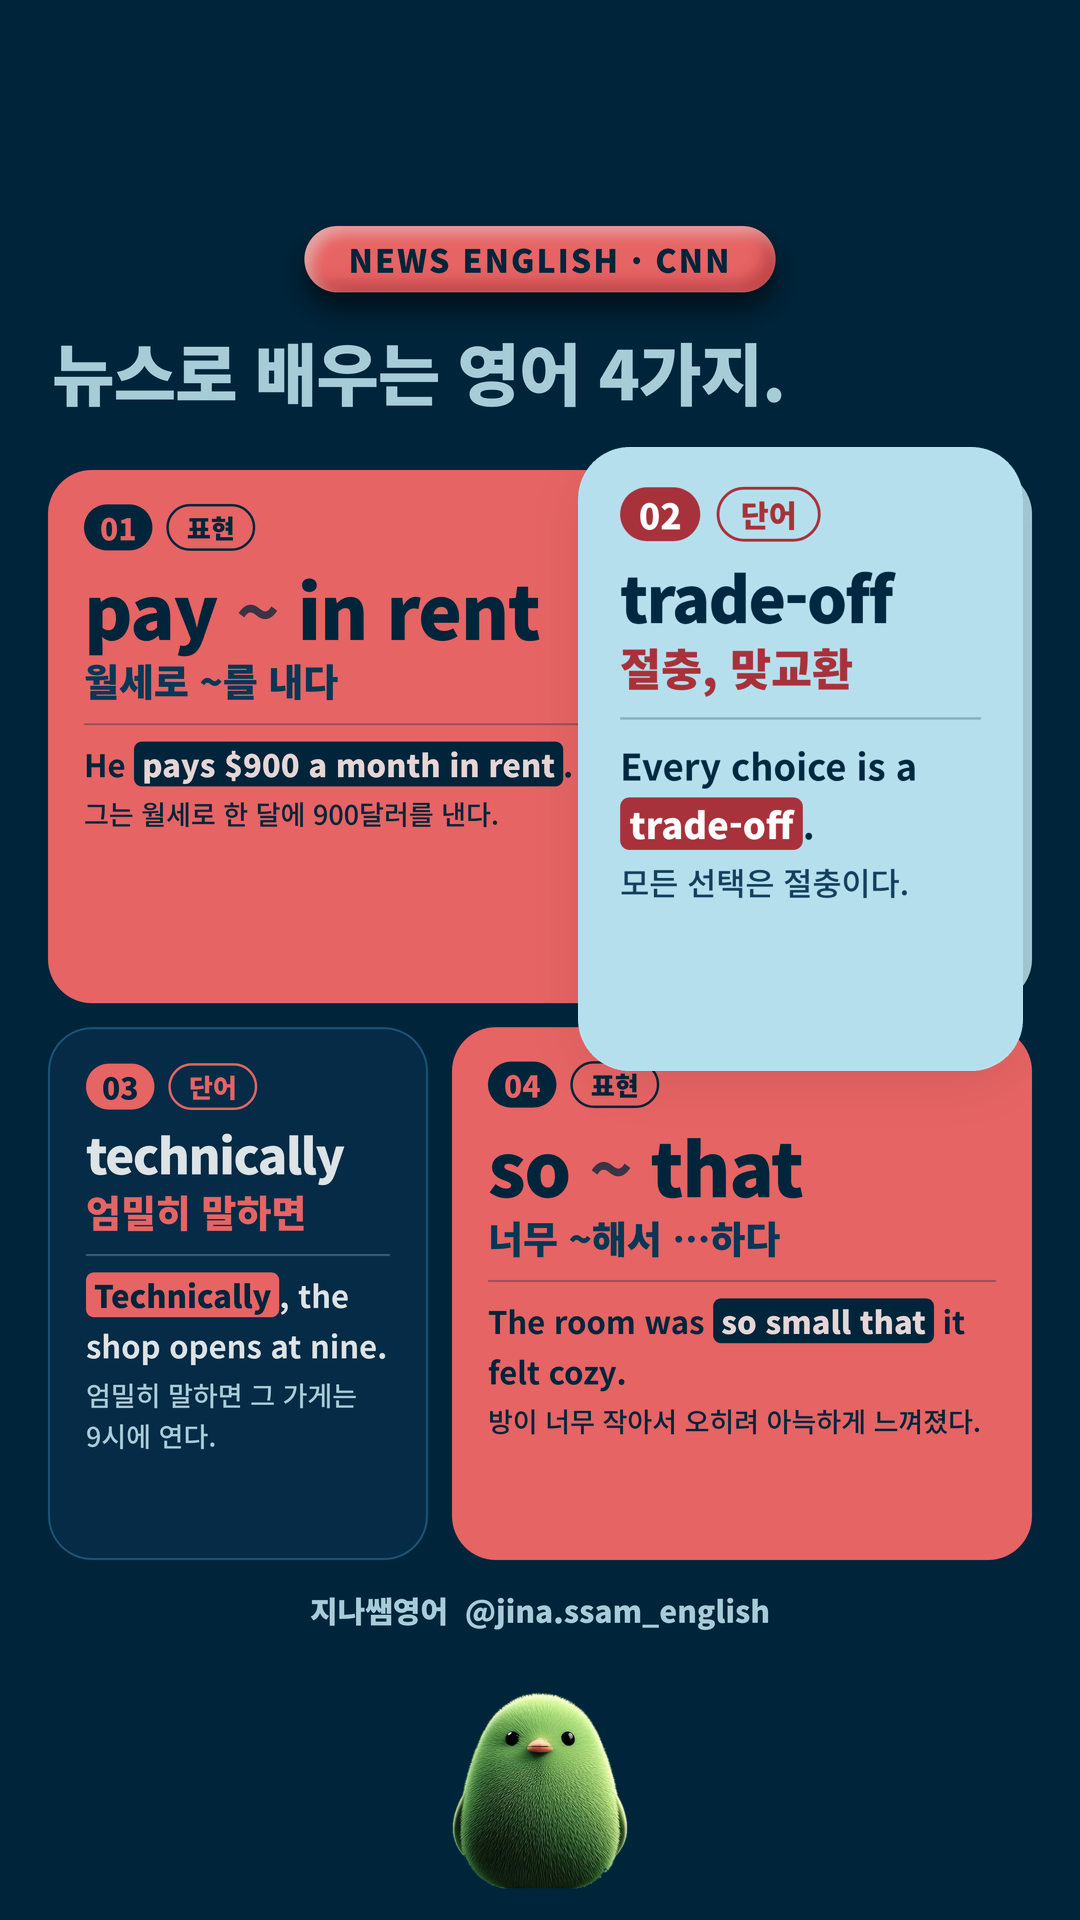 NEWS ENGLISH · CNN
뉴스로 배우는 영어 4가지.
01 표현
pay ~ in rent
월세로 ~를 내다
He pays $900 a month in rent.
그는 월세로 한 달에 900달러를 낸다.
02 단어
trade-off
절충, 맞교환
Every choice is a
trade-off.
모든 선택은 절충이다.
03 단어
technically
엄밀히 말하면
Technically, the
shop opens at nine.
엄밀히 말하면 그 가게는
9시에 연다.
04 표현
so ~ that
너무 ~해서 …하다
The room was so small that it
felt cozy.
방이 너무 작아서 오히려 아늑하게 느껴졌다.
지나쌤영어 @jina.ssam_english